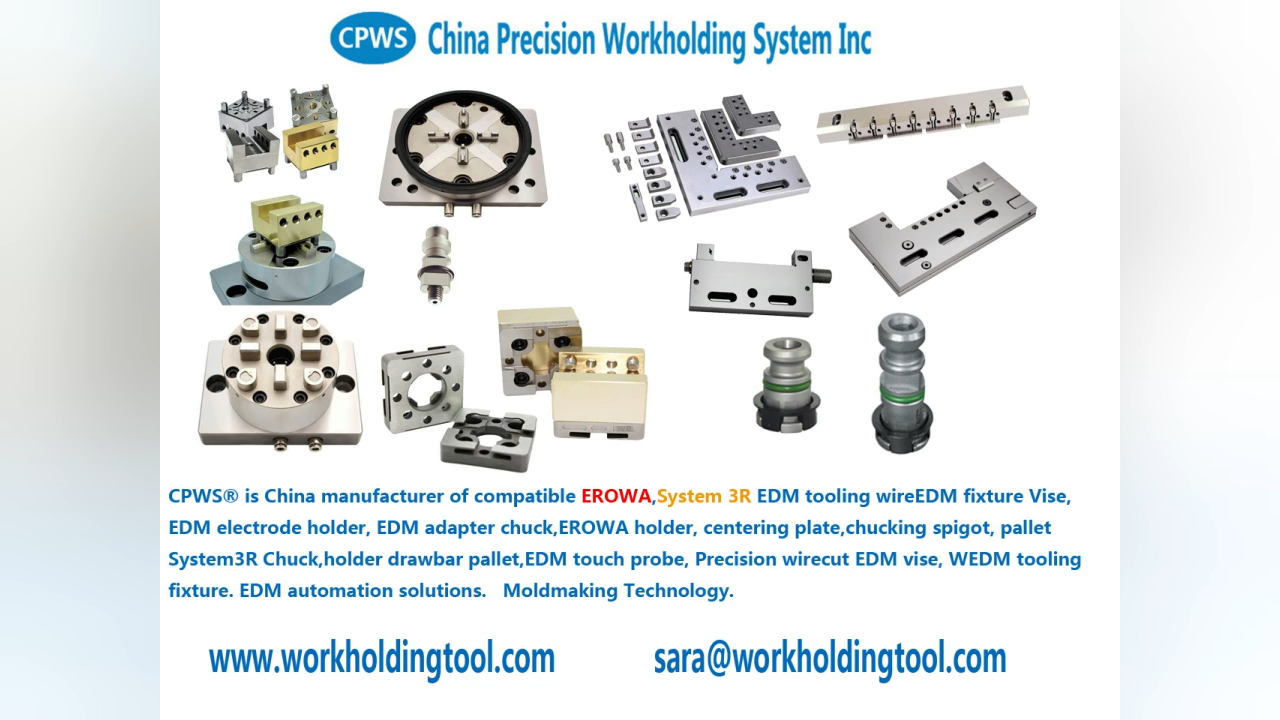 CPWS China Precision Workholding System Inc
CPWS® is China manufacturer of compatible EROWA,System 3R EDM tooling wireEDM fixture Vise,
EDM electrode holder, EDM adapter chuck,EROWA holder, centering plate,chucking spigot, pallet
System3R Chuck,holder drawbar pallet,EDM touch probe, Precision wirecut EDM vise, WEDM tooling
fixture. EDM automation solutions.   Moldmaking Technology.
www.workholdingtool.com sara@workholdingtool.com